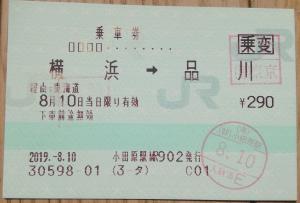 乗車券
□□□□
乗変
横浜 → 品川
経由:東海道
¥290
8月10日当日限り有効
下車前途無効
2019.-8.10
小田原駅
902発行
8.10
30598-01
(3-タ)
C01